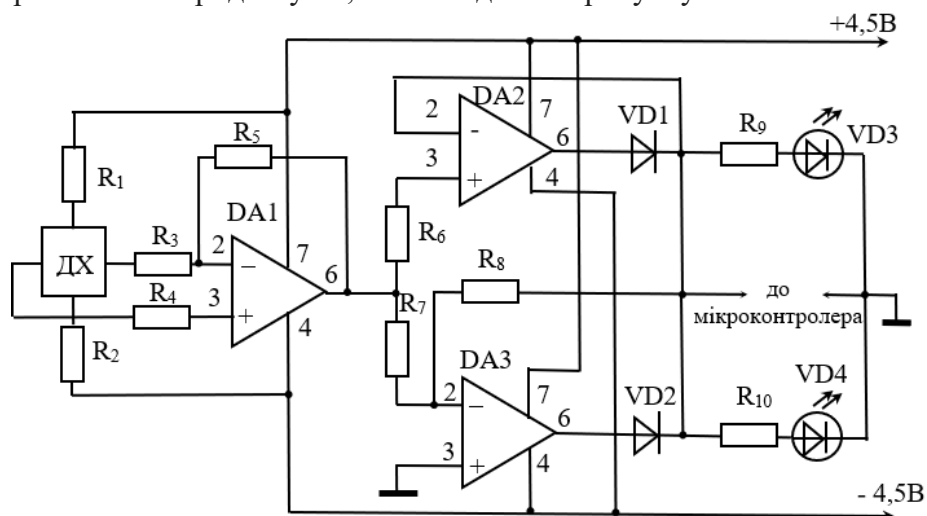 +4,5В
DA2
2
7
-
6
3
+
4
VD1
R9
VD3
R5
R1
DA1
R3
2
7
ДХ
−
6
R4
3
+
4
R2
R6
R7
R8
до
мікроконтролера
DA3
2
7
−
6
3
+
4
VD2
R10
VD4
- 4,5В